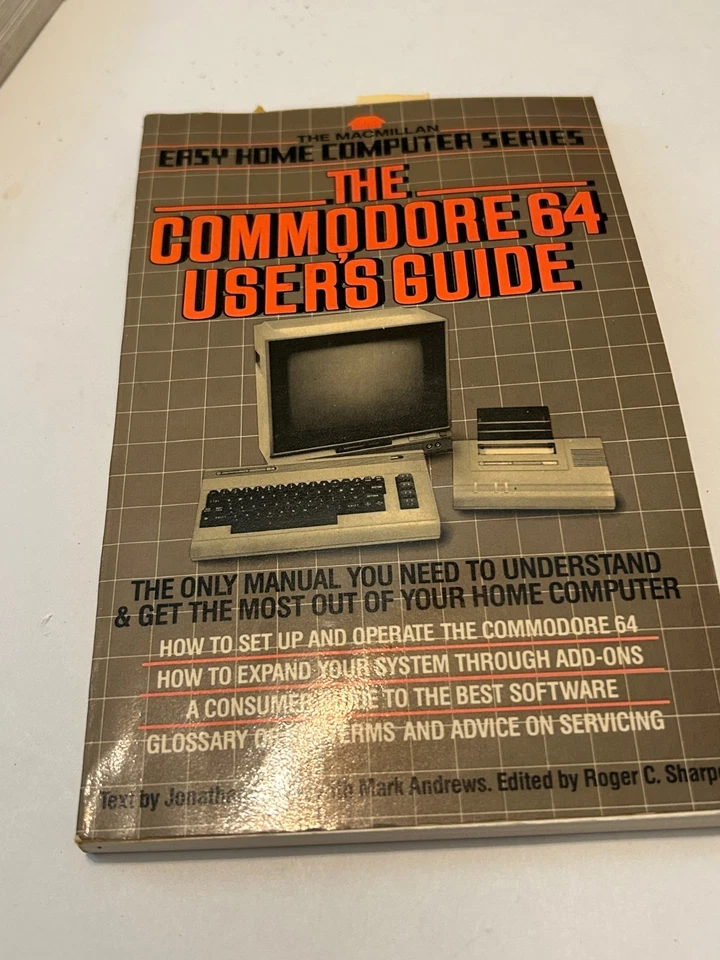 THE MACMILLAN
EASY HOME COMPUTER SERIES
THE
COMMODORE 64
USER'S GUIDE
THE ONLY MANUAL YOU NEED TO UNDERSTAND
& GET THE MOST OUT OF YOUR HOME COMPUTER
HOW TO SET UP AND OPERATE THE COMMODORE 64
HOW TO EXPAND YOUR SYSTEM THROUGH ADD-ONS
A CONSUMER TO THE BEST SOFTWARE
GLOSSARY AND ADVICE ON SERVICING
Text by Jonathan Mark Andrews. Edited by Roger C. Sharpe